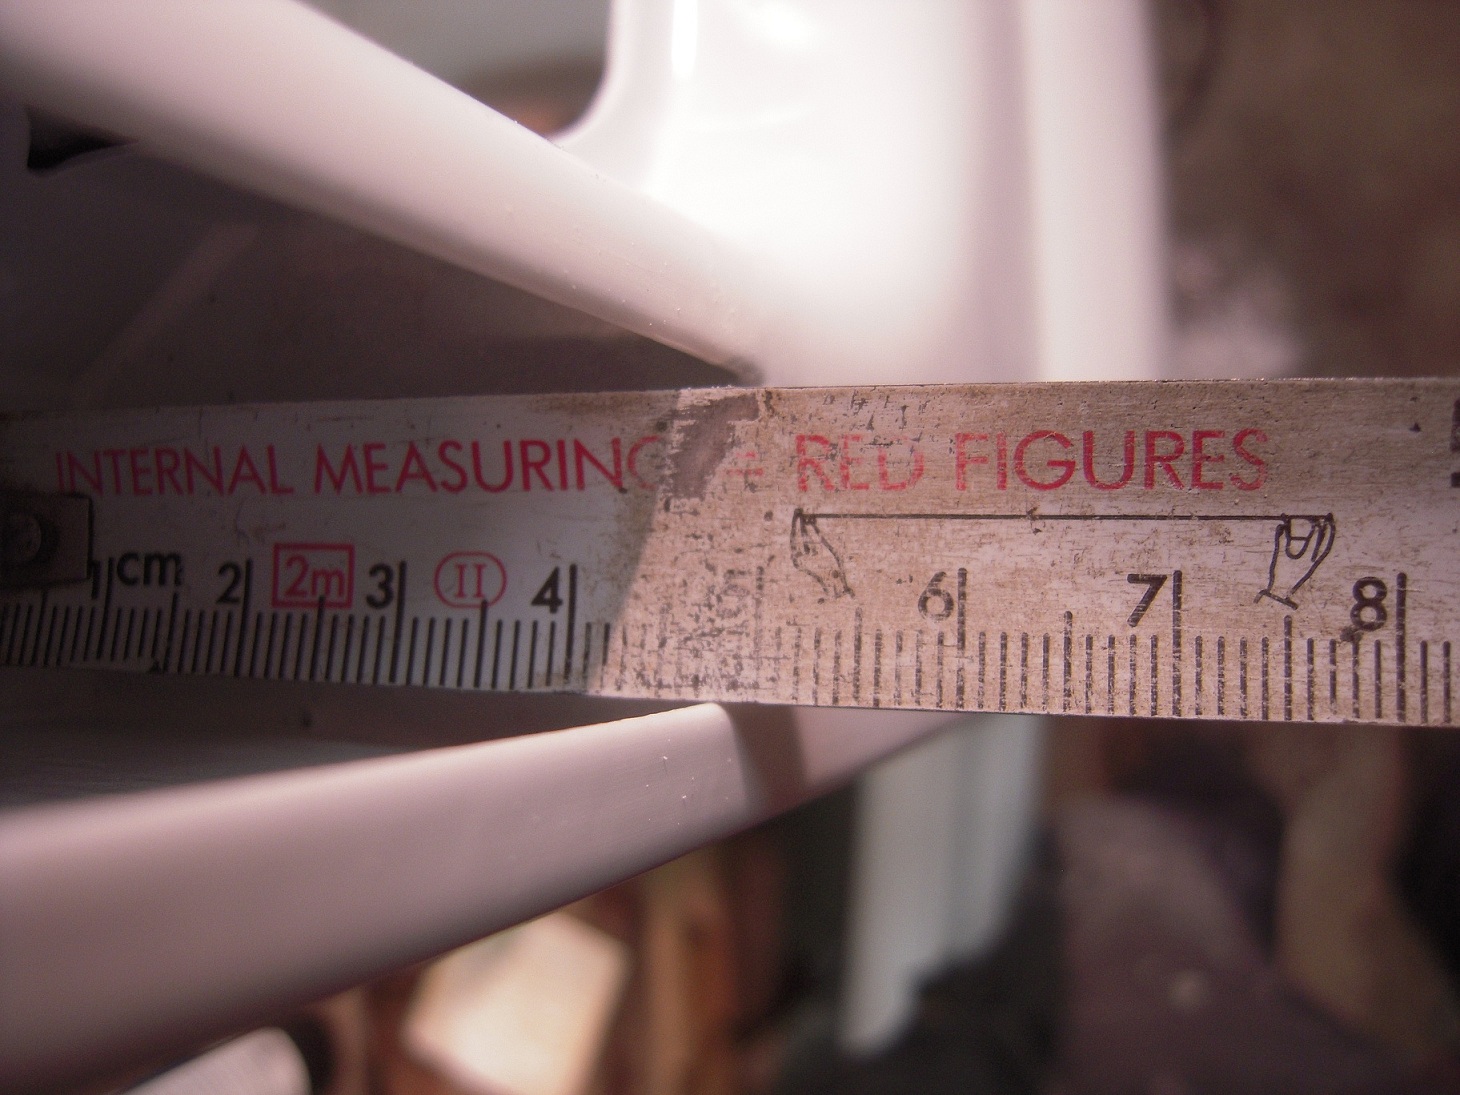 INTERNAL MEASURING = RED FIGURES
cm 2 2m 3 II 4 5 6 7 8